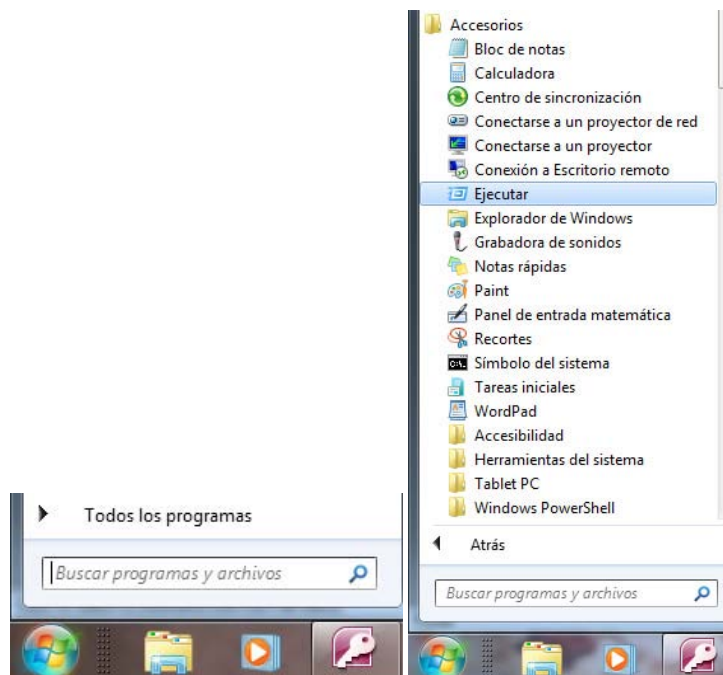 Todos los programas
Buscar programas y archivos
Accesorios
Bloc de notas
Calculadora
Centro de sincronización
Conectarse a un proyector de red
Conectarse a un proyector
Conexión a Escritorio remoto
Ejecutar
Explorador de Windows
Grabadora de sonidos
Notas rápidas
Paint
Panel de entrada matemática
Recortes
Símbolo del sistema
Tareas iniciales
WordPad
Accesibilidad
Herramientas del sistema
Tablet PC
Windows PowerShell
Atrás
Buscar programas y archivos